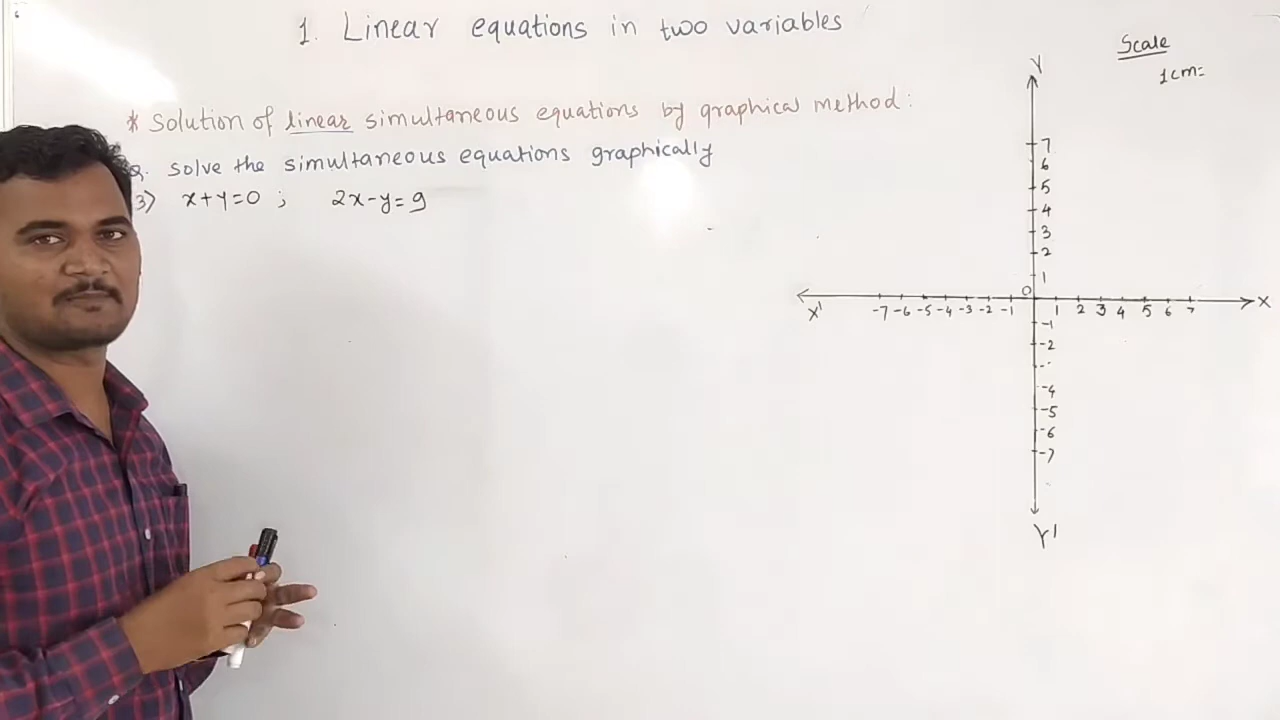 1. Linear equations in two variables
Scale
1cm=
* Solution of linear simultaneous equations by graphical method:
Q. Solve the simultaneous equations graphically
3) x+y=0 ; 2x-y=9
Y
7
6
5
4
3
2
1
0
X' -7 -6 -5 -4 -3 -2 -1 1 2 3 4 5 6 7 X
-1
-2
-4
-5
-6
-7
Y'